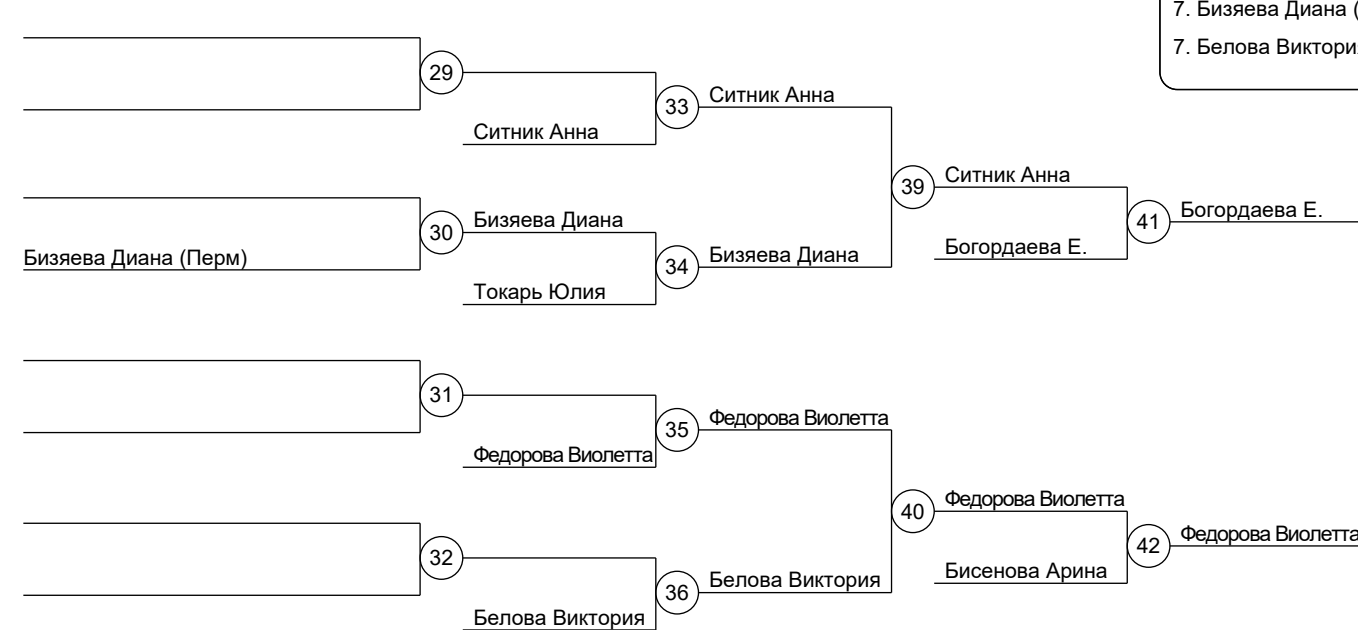 7. Бизяева Диана (
7. Белова Виктори
29
Ситник Анна
33
Ситник Анна
39
Ситник Анна
41
Богордаева Е.
Богордаева Е.
30
Бизяева Диана
Бизяева Диана (Перм)
34
Бизяева Диана
Токарь Юлия
31
35
Федорова Виолетта
Федорова Виолетта
40
Федорова Виолетта
42
Федорова Виолетта
Бисенова Арина
32
36
Белова Виктория
Белова Виктория